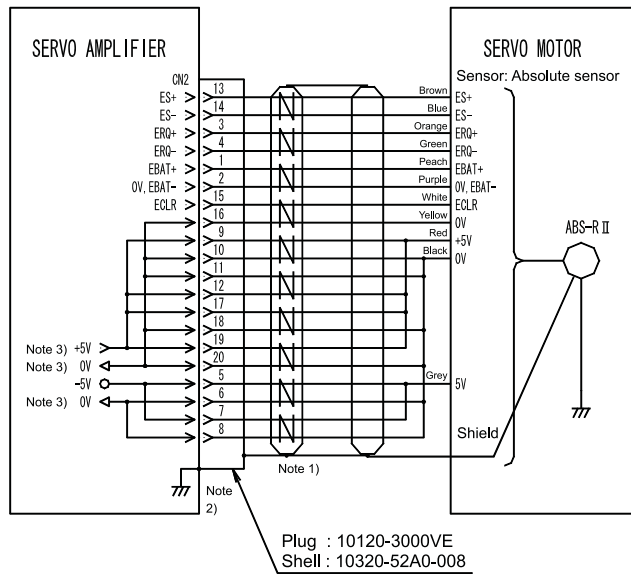 SERVO AMPLIFIER
SERVO MOTOR
Sensor: Absolute sensor
CN2
ES+ 13 Brown ES+
ES- 14 Blue ES-
ERQ+ 3 Orange ERQ+
ERQ- 4 Green ERQ-
EBAT+ 1 Peach EBAT+
0V, EBAT- 2 Purple 0V, EBAT-
ECLR 15 White ECLR
16 Yellow 0V
9 Red +5V
10 Black 0V
11
12
17
18
19
Note 3) +5V
20
Note 3) 0V
-5V 5 Grey 5V
6
Note 3) 0V
7
8
ABS-R II
Shield
Note 1)
Note
2)
Plug : 10120-3000VE
Shell : 10320-52A0-008